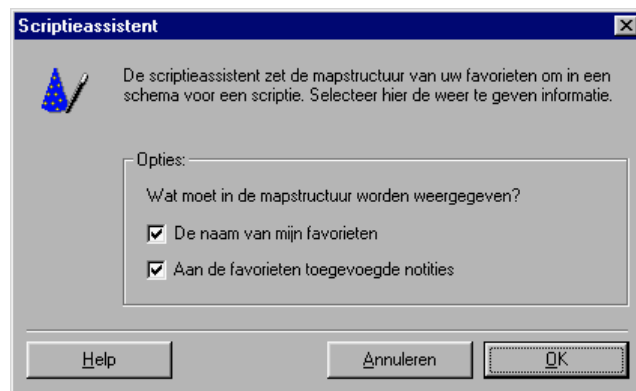 Scriptieassistent
De scriptieassistent zet de mapstructuur van uw favorieten om in een
schema voor een scriptie. Selecteer hier de weer te geven informatie.
Opties:
Wat moet in de mapstructuur worden weergegeven?
De naam van mijn favorieten
Aan de favorieten toegevoegde notities
Help
Annuleren
OK